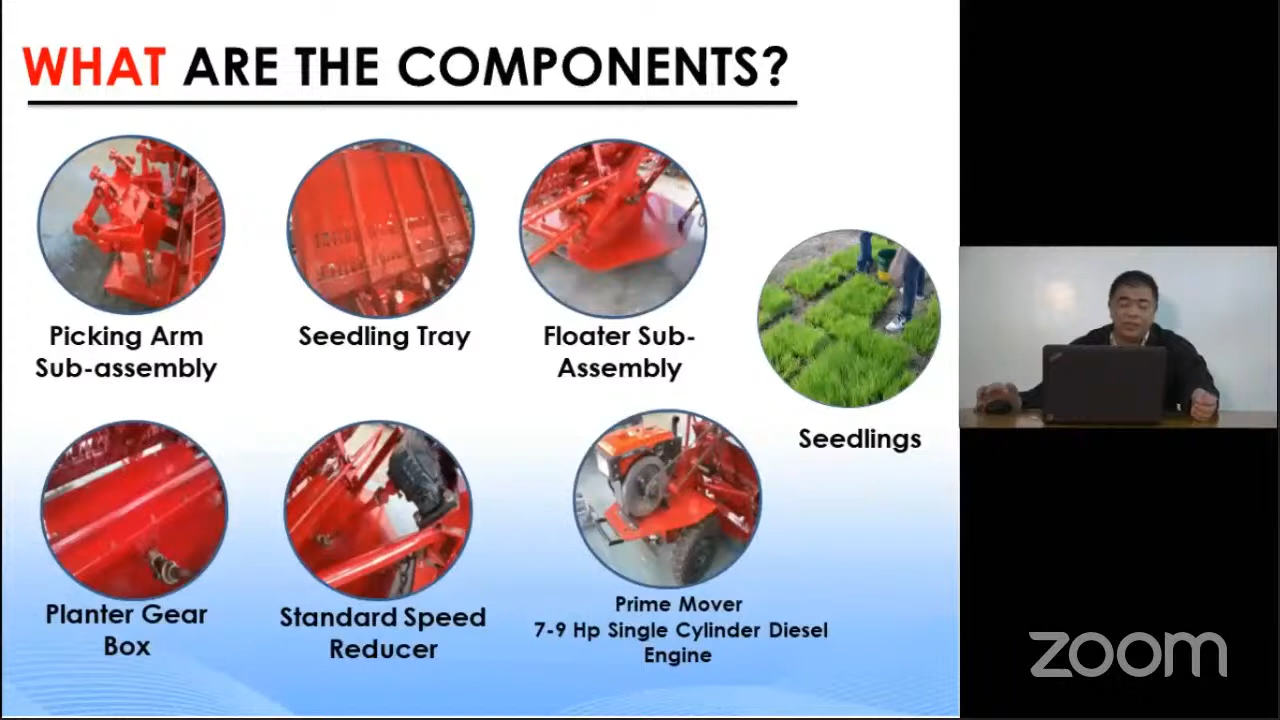 WHAT ARE THE COMPONENTS?
Picking Arm
Sub-assembly
Seedling Tray
Floater Sub-
Assembly
Seedlings
Planter Gear
Box
Standard Speed
Reducer
Prime Mover
7-9 Hp Single Cylinder Diesel
Engine
zoom